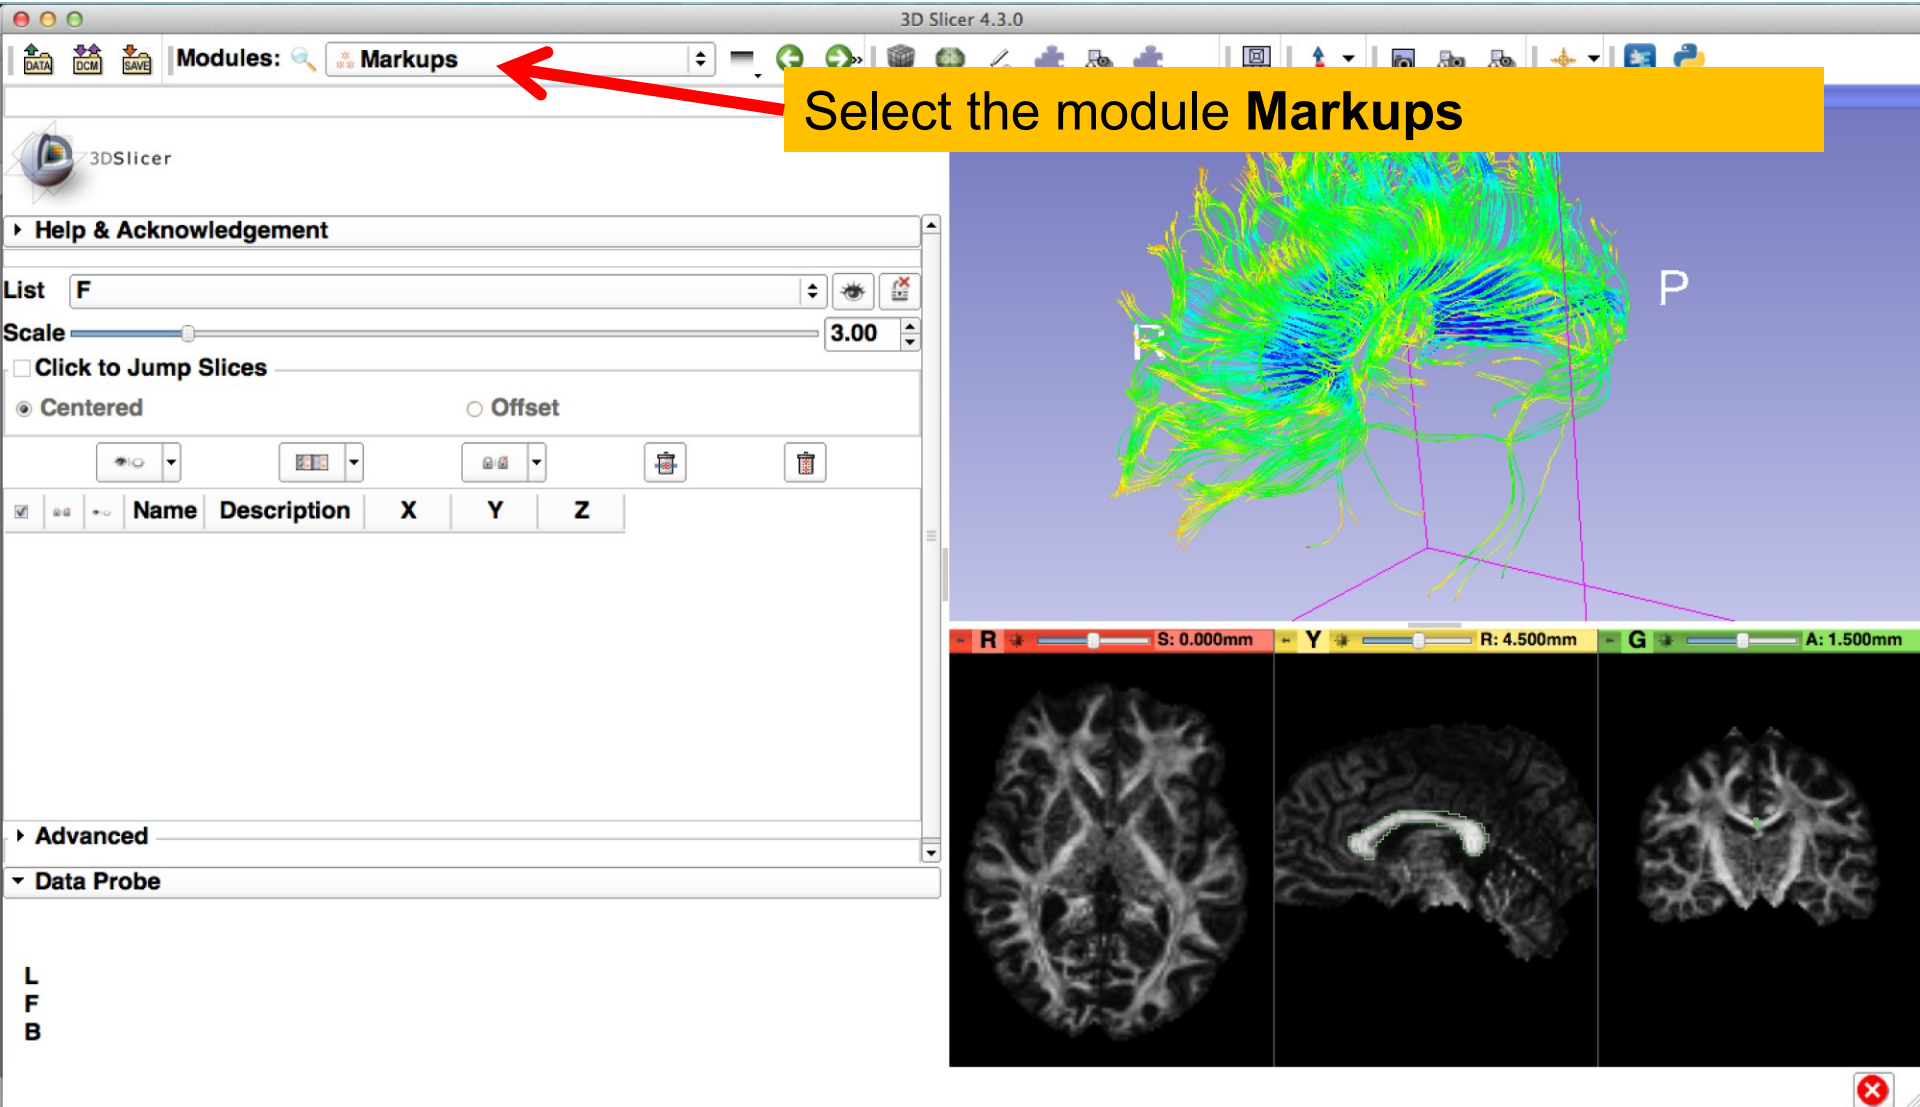 3D Slicer 4.3.0
DATA DCM SAVE Modules: Markups
Select the module Markups
3DSlicer
Help & Acknowledgement
List F
Scale 3.00
Click to Jump Slices
Centered Offset
Name Description X Y Z
Advanced
Data Probe
L
F
B
R
P
R S: 0.000mm Y R: 4.500mm G A: 1.500mm